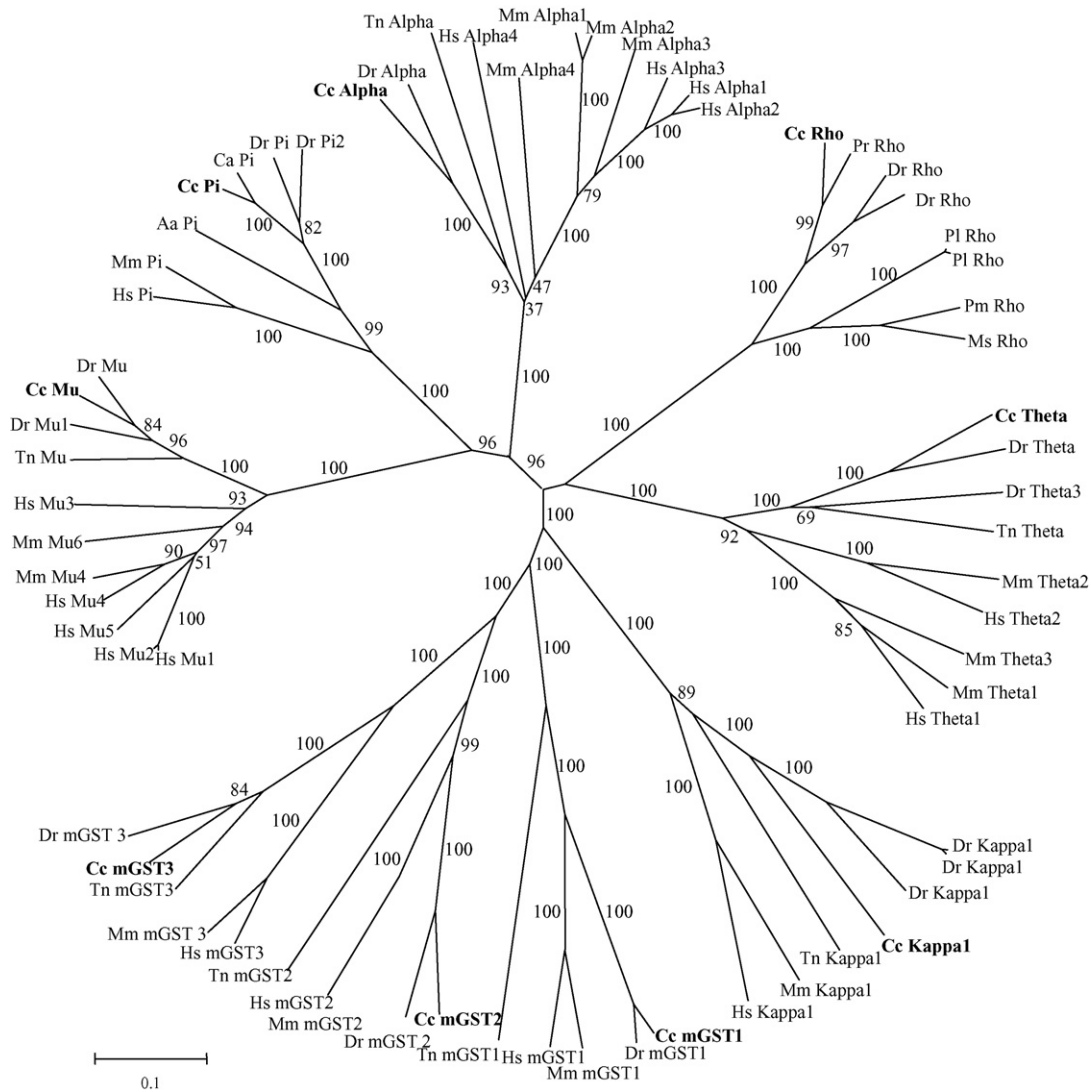 Mm Alpha1
Tn Alpha
Mm Alpha2
Hs Alpha4
Mm Alpha3
Dr Alpha
Mm Alpha4
Hs Alpha3
Cc Alpha
Hs Alpha1
Hs Alpha2
100
100
100
79
100
100
93
47
37
100
Dr Pi
Dr Pi2
Ca Pi
Cc Pi
Aa Pi
Mm Pi
Hs Pi
100
82
100
99
100
100
Cc Rho
Pr Rho
Dr Rho
Dr Rho
Pl Rho
Pl Rho
Pm Rho
Ms Rho
99
97
100
100
100
100
100
Dr Mu
Cc Mu
Dr Mu1
Tn Mu
Hs Mu3
Mm Mu6
Mm Mu4
Hs Mu4
Hs Mu5
Hs Mu2
Hs Mu1
84
96
100
93
94
97
90
51
100
100
96
96
100
Cc Theta
Dr Theta
Dr Theta3
Tn Theta
Mm Theta2
Hs Theta2
Mm Theta3
Mm Theta1
Hs Theta1
100
100
100
69
92
100
100
85
100
100
100
100
100
100
89
100
100
100
100
84
100
99
100
100
100
100
100
Dr mGST 3
Cc mGST3
Tn mGST3
Mm mGST 3
Hs mGST3
Tn mGST2
Hs mGST2
Mm mGST2
Dr mGST 2
Cc mGST2
Tn mGST1
Hs mGST1
Mm mGST1
Dr mGST1
Cc mGST1
Dr Kappa1
Dr Kappa1
Dr Kappa1
Cc Kappa1
Tn Kappa1
Mm Kappa1
Hs Kappa1
0.1